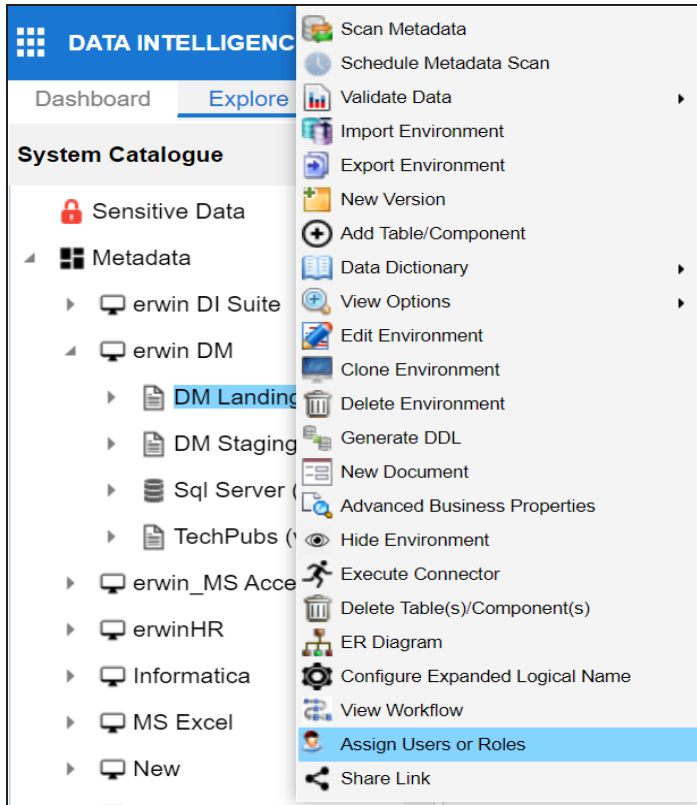 DATA INTELLIGENC
Dashboard
Explore
System Catalogue
Sensitive Data
Metadata
erwin DI Suite
erwin DM
DM Landing
DM Staging
Sql Server (
TechPubs (
erwin_MS Acce
erwinHR
Informatica
MS Excel
New
Scan Metadata
Schedule Metadata Scan
Validate Data
Import Environment
Export Environment
New Version
Add Table/Component
Data Dictionary
View Options
Edit Environment
Clone Environment
Delete Environment
Generate DDL
New Document
Advanced Business Properties
Hide Environment
Execute Connector
Delete Table(s)/Component(s)
ER Diagram
Configure Expanded Logical Name
View Workflow
Assign Users or Roles
Share Link